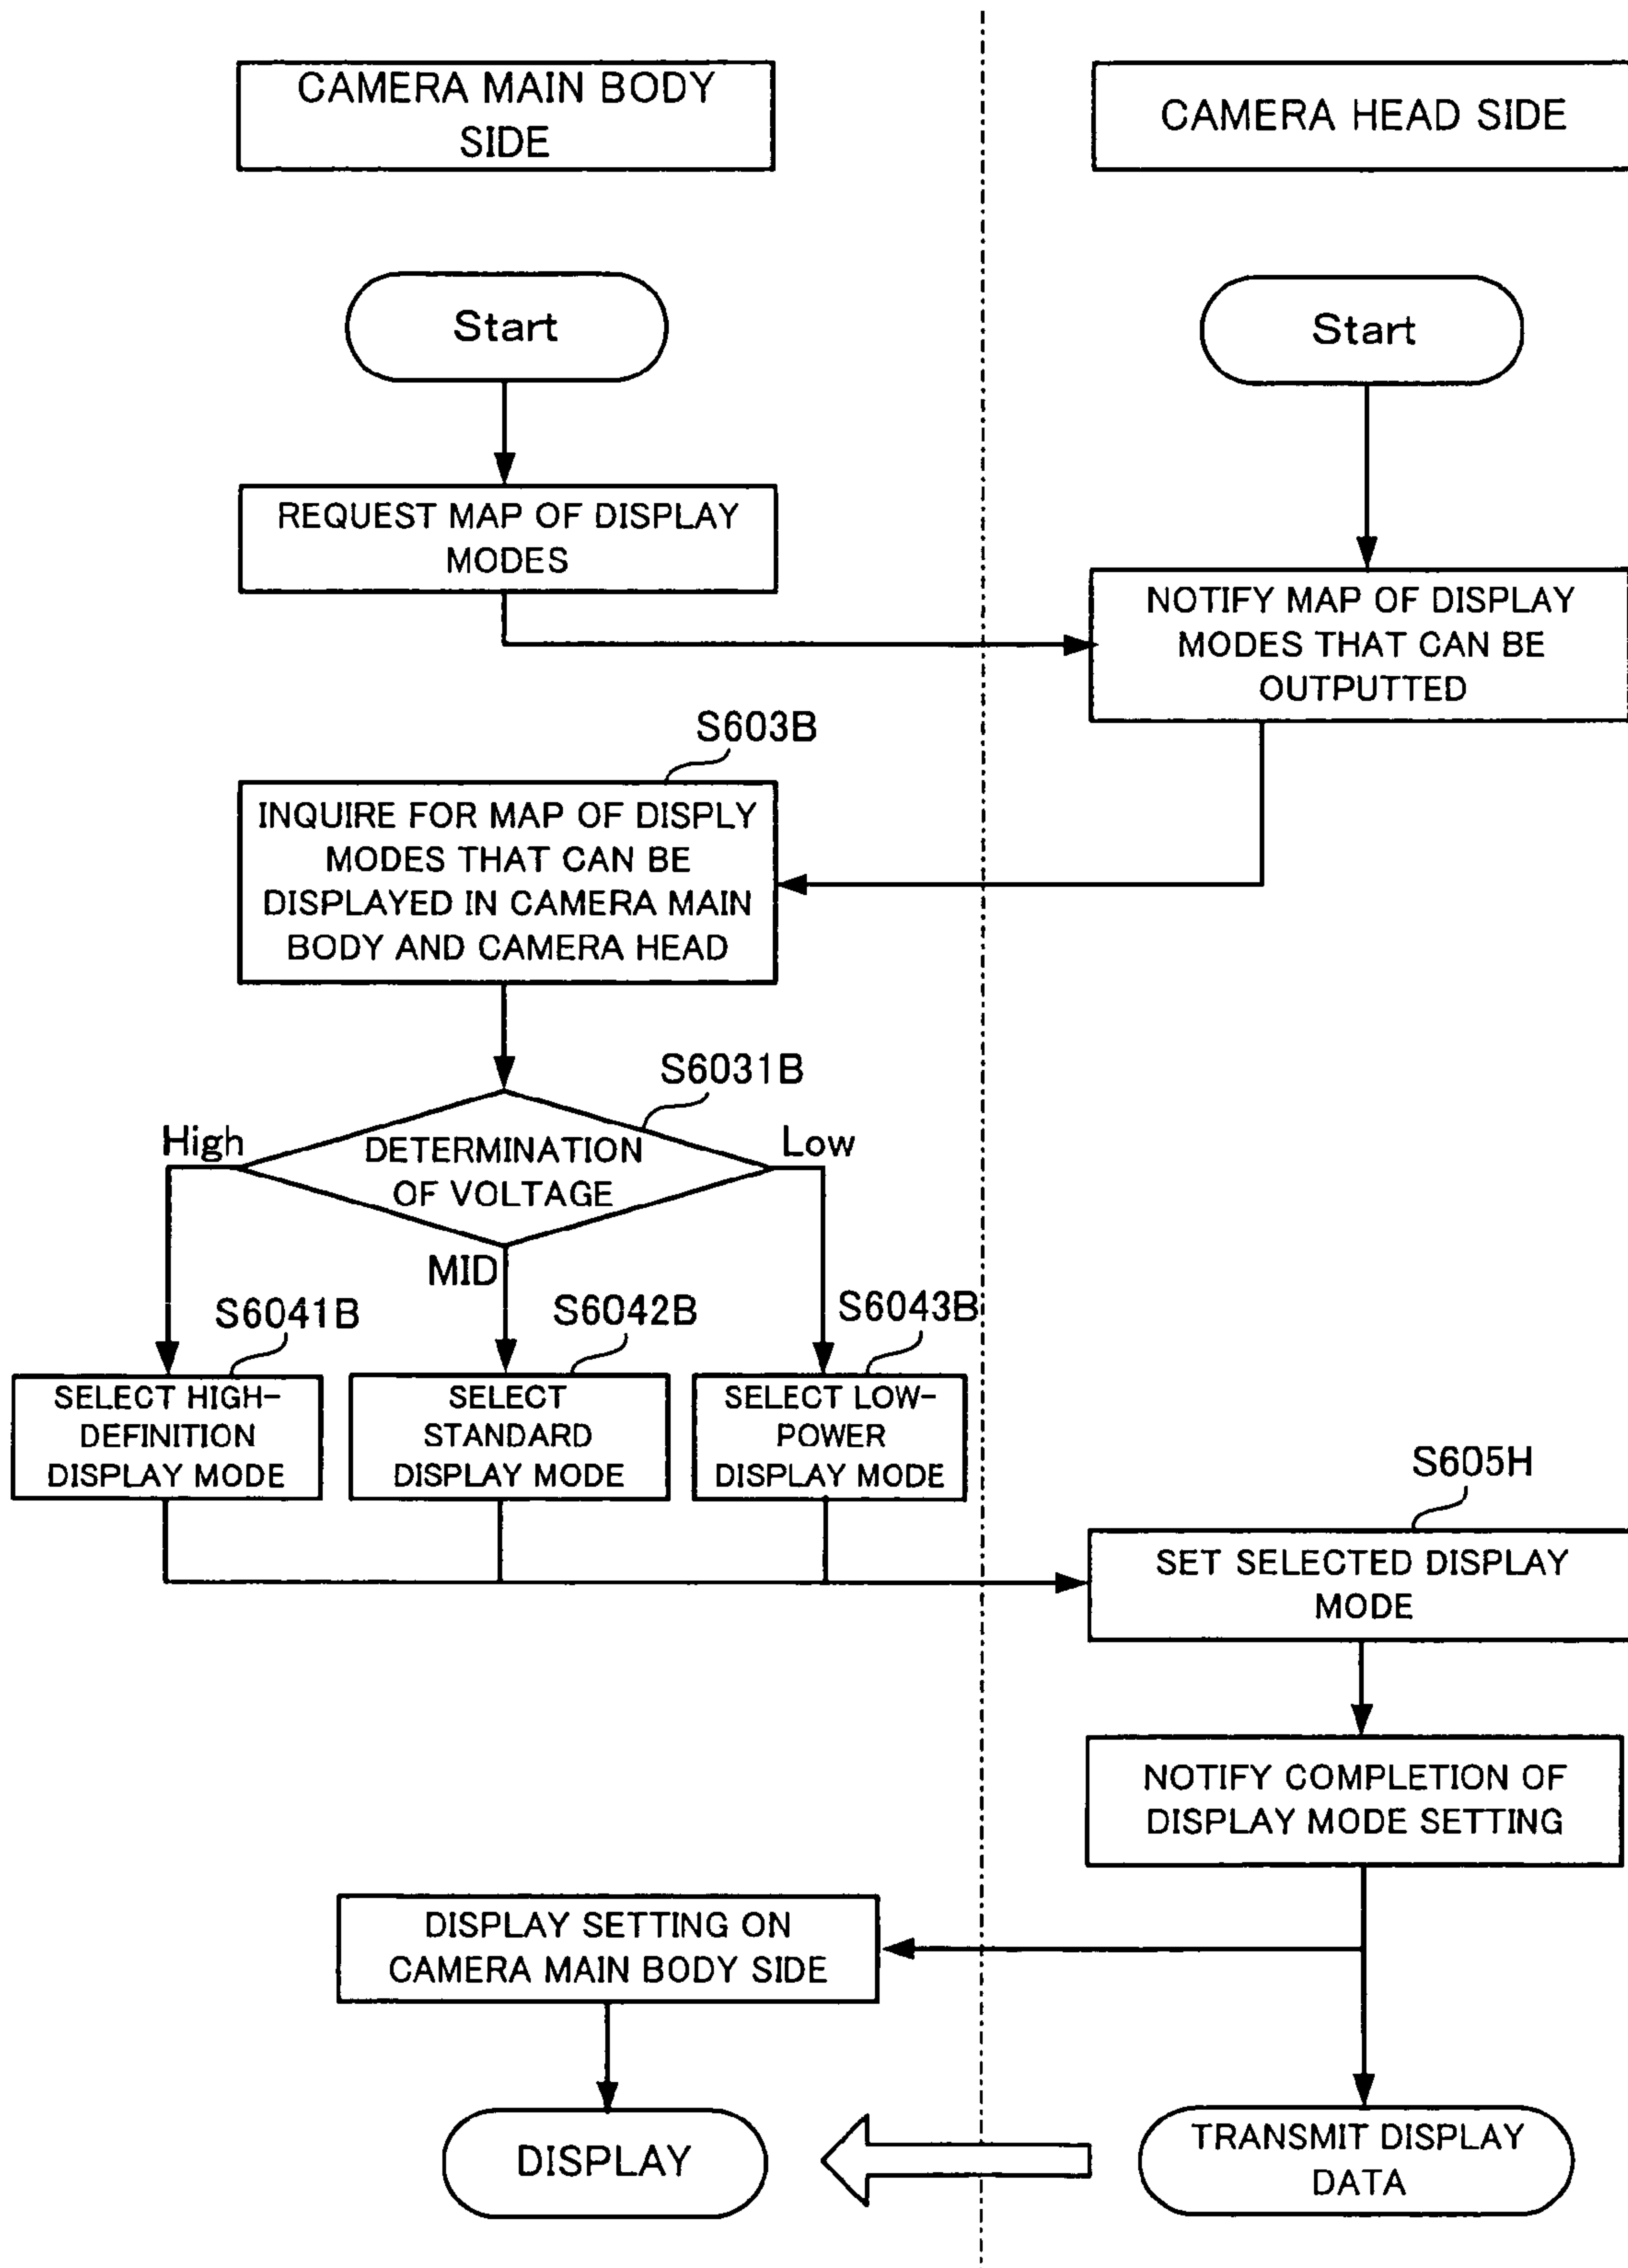 CAMERA MAIN BODY
SIDE
CAMERA HEAD SIDE
Start
Start
REQUEST MAP OF DISPLAY
MODES
NOTIFY MAP OF DISPLAY
MODES THAT CAN BE
OUTPUTTED
S603B
INQUIRE FOR MAP OF DISPLY
MODES THAT CAN BE
DISPLAYED IN CAMERA MAIN
BODY AND CAMERA HEAD
S6031B
High
Low
DETERMINATION
OF VOLTAGE
MID
S6041B
S6042B
S6043B
SELECT HIGH-
DEFINITION
DISPLAY MODE
SELECT
STANDARD
DISPLAY MODE
SELECT LOW-
POWER
DISPLAY MODE
S605H
SET SELECTED DISPLAY
MODE
NOTIFY COMPLETION OF
DISPLAY MODE SETTING
DISPLAY SETTING ON
CAMERA MAIN BODY SIDE
DISPLAY
TRANSMIT DISPLAY
DATA